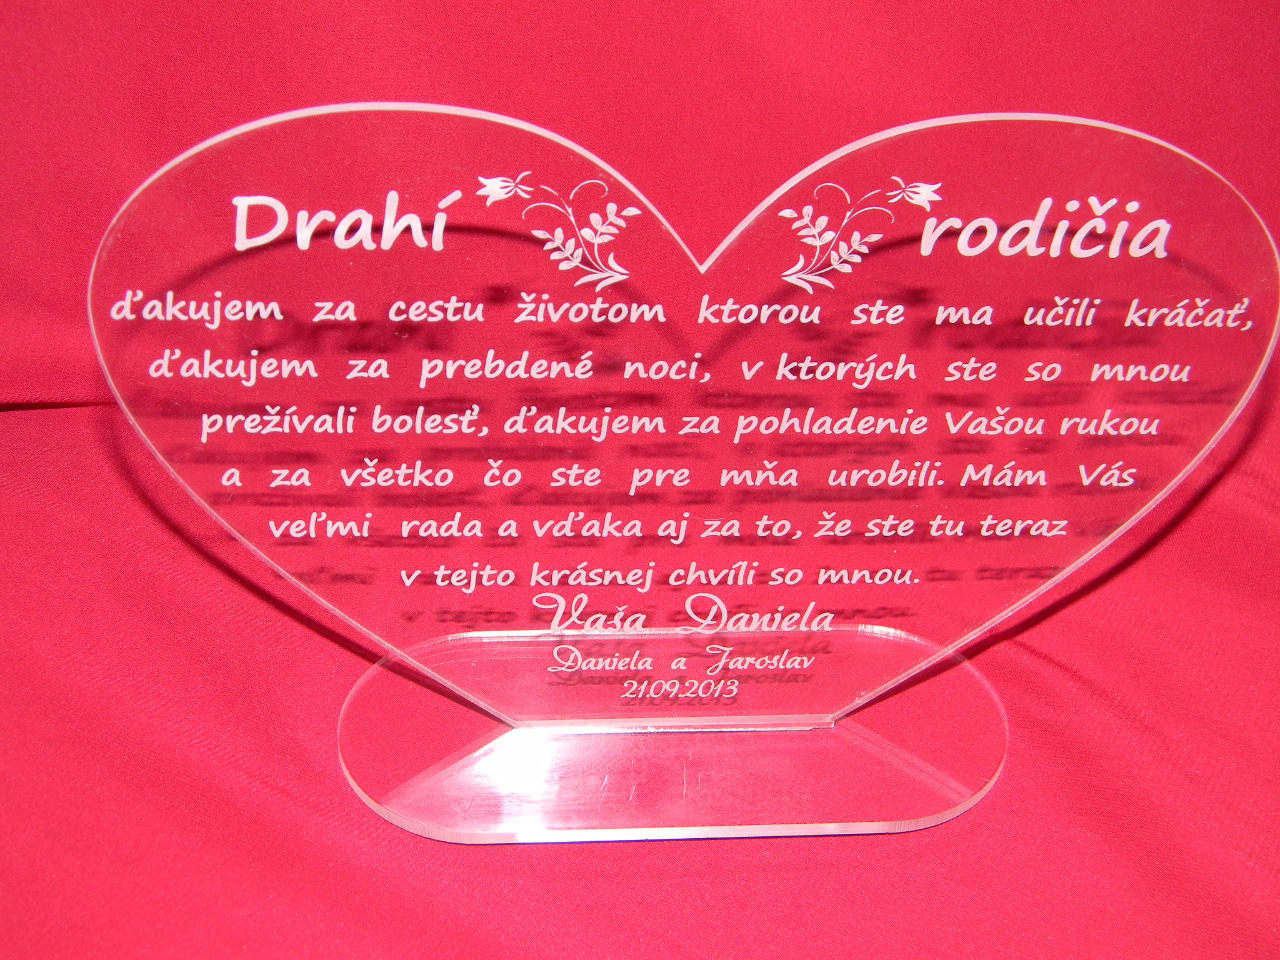 Drahí rodičia
ďakujem za cestu životom ktorou ste ma učili kráčať,
ďakujem za prebdené noci, v ktorých ste so mnou
prežívali bolesť, ďakujem za pohladenie Vašou rukou
a za všetko čo ste pre mňa urobili. Mám Vás
veľmi rada a vďaka aj za to, že ste tu teraz
v tejto krásnej chvíli so mnou.
Vaša Daniela
Daniela a Jaroslav
21.09.2013